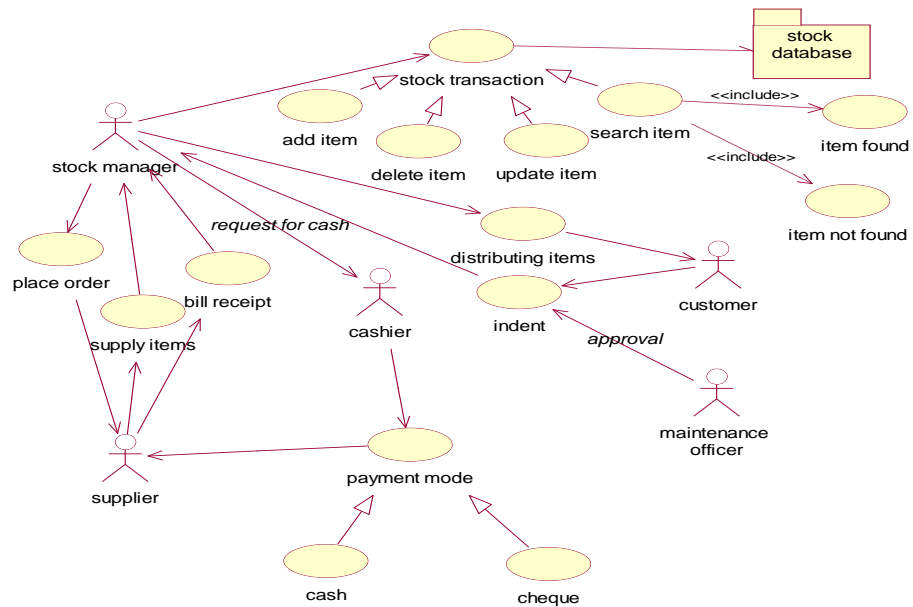 stock
database
stock transaction
<<include>>
add item
search item
item found
delete item
update item
<<include>>
stock manager
item not found
request for cash
distributing items
place order
bill receipt
customer
supply items
cashier
indent
approval
maintenance
officer
supplier
payment mode
cash
cheque